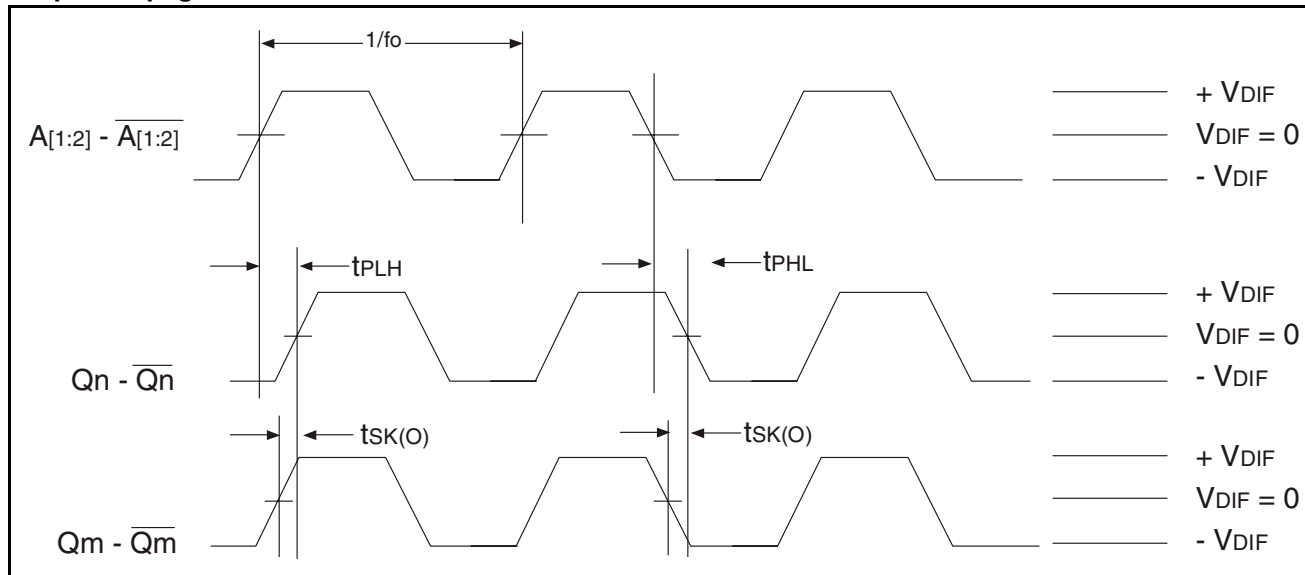 1/fo
A[1:2] - A[1:2]
+ VDIF
VDIF = 0
- VDIF
tPLH
tPHL
Qn - Qn
+ VDIF
VDIF = 0
- VDIF
tSK(O)
tSK(O)
Qm - Qm
+ VDIF
VDIF = 0
- VDIF